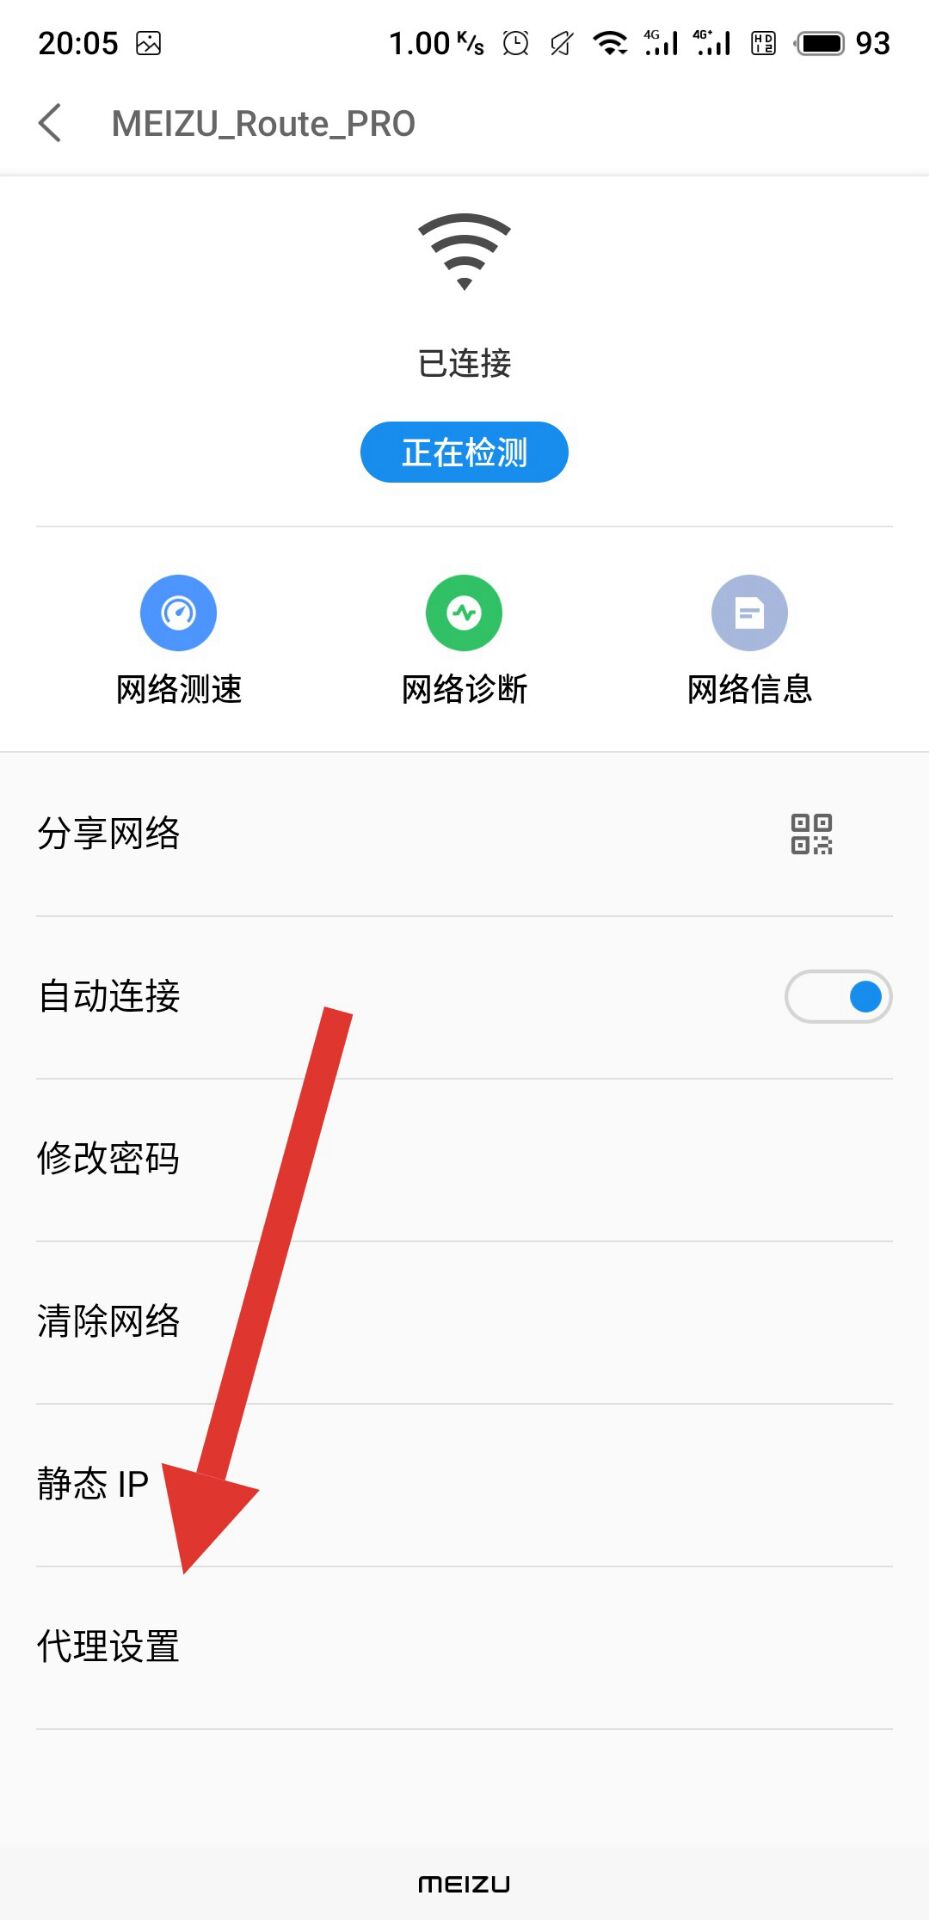 20:05 1.00 K/s 4G 4G+ HD 12 93
MEIZU_Route_PRO
已连接
正在检测
网络测速 网络诊断 网络信息
分享网络
自动连接
修改密码
清除网络
静态 IP
代理设置
MEIZU